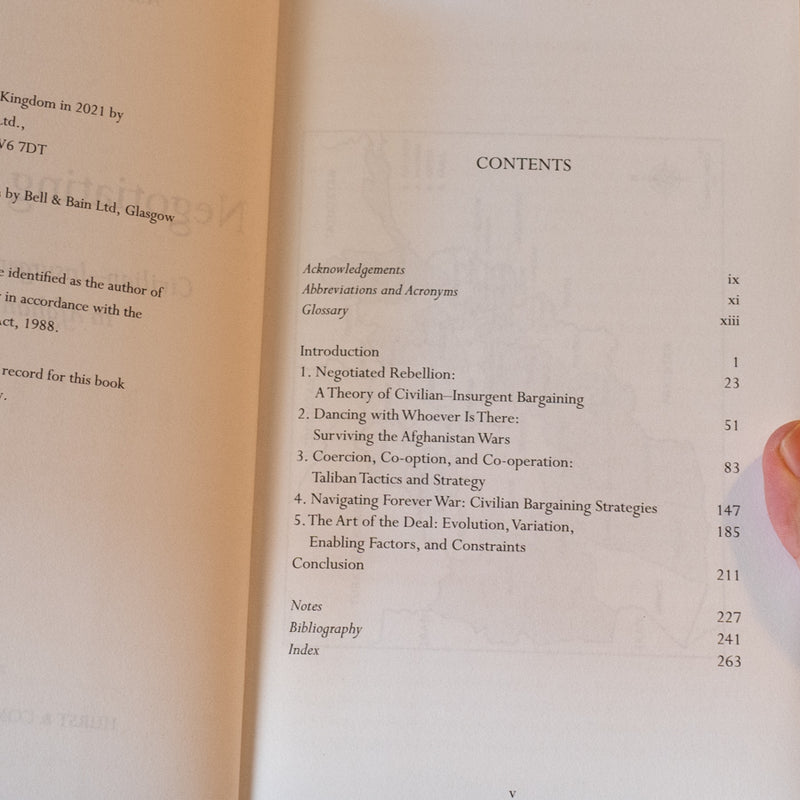 Kingdom in 2021 by
Ltd.,
6 7DT
by Bell & Bain Ltd, Glasgow
identified as the author of
in accordance with the
Act, 1988.
record for this book
CONTENTS
Acknowledgements ix
Abbreviations and Acronyms xi
Glossary xiii
Introduction 1
1. Negotiated Rebellion:
A Theory of Civilian–Insurgent Bargaining 23
2. Dancing with Whoever Is There:
Surviving the Afghanistan Wars 51
3. Coercion, Co-option, and Co-operation:
Taliban Tactics and Strategy 83
4. Navigating Forever War: Civilian Bargaining Strategies 147
5. The Art of the Deal: Evolution, Variation,
Enabling Factors, and Constraints 185
Conclusion 211
Notes 227
Bibliography 241
Index 263
v